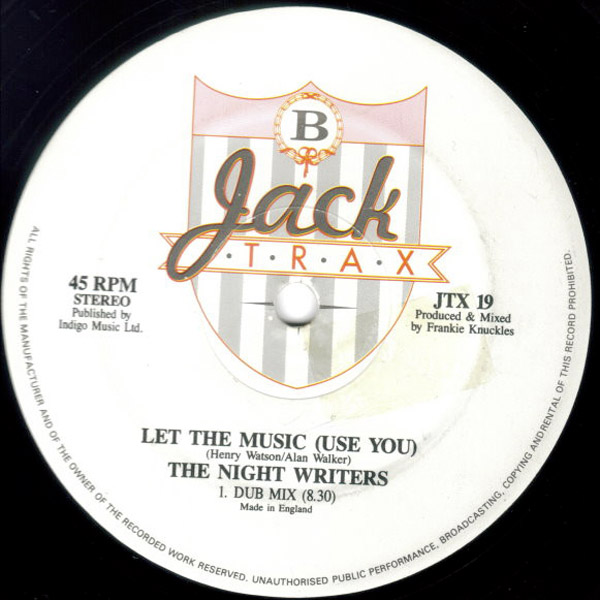 B
Jack
·T·R·A·X
45 RPM
STEREO
Published by
Indigo Music Ltd.
JTX 19
Produced & Mixed
by Frankie Knuckles
LET THE MUSIC (USE YOU)
(Henry Watson/Alan Walker)
THE NIGHT WRITERS
1. DUB MIX (8.30)
Made in England
ALL RIGHTS OF THE MANUFACTURER AND OF THE OWNER OF THE RECORDED WORK RESERVED. UNAUTHORISED PUBLIC PERFORMANCE, BROADCASTING, COPYING AND RENTAL OF THIS RECORD PROHIBITED.